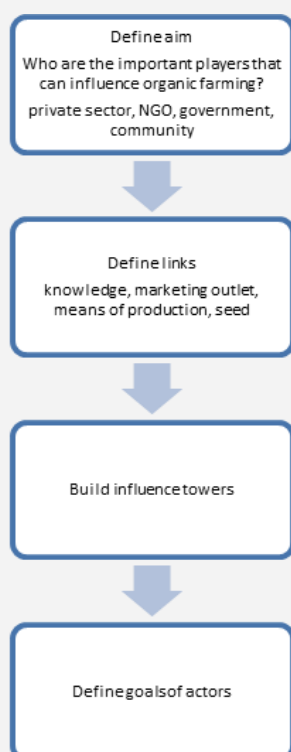 Define aim
Who are the important players that
can influence organic farming?
private sector, NGO, government,
community
Define links
knowledge, marketing outlet,
means of production, seed
Build influence towers
Define goals of actors